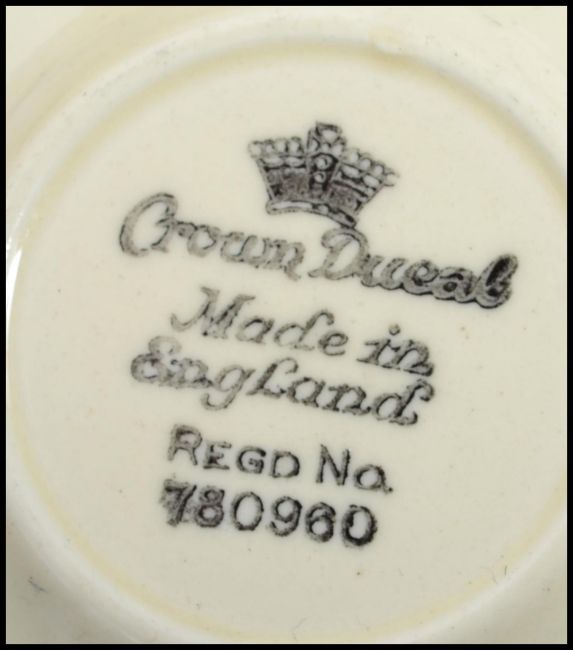 Crown Ducal
Made in
England
REGD No.
780960